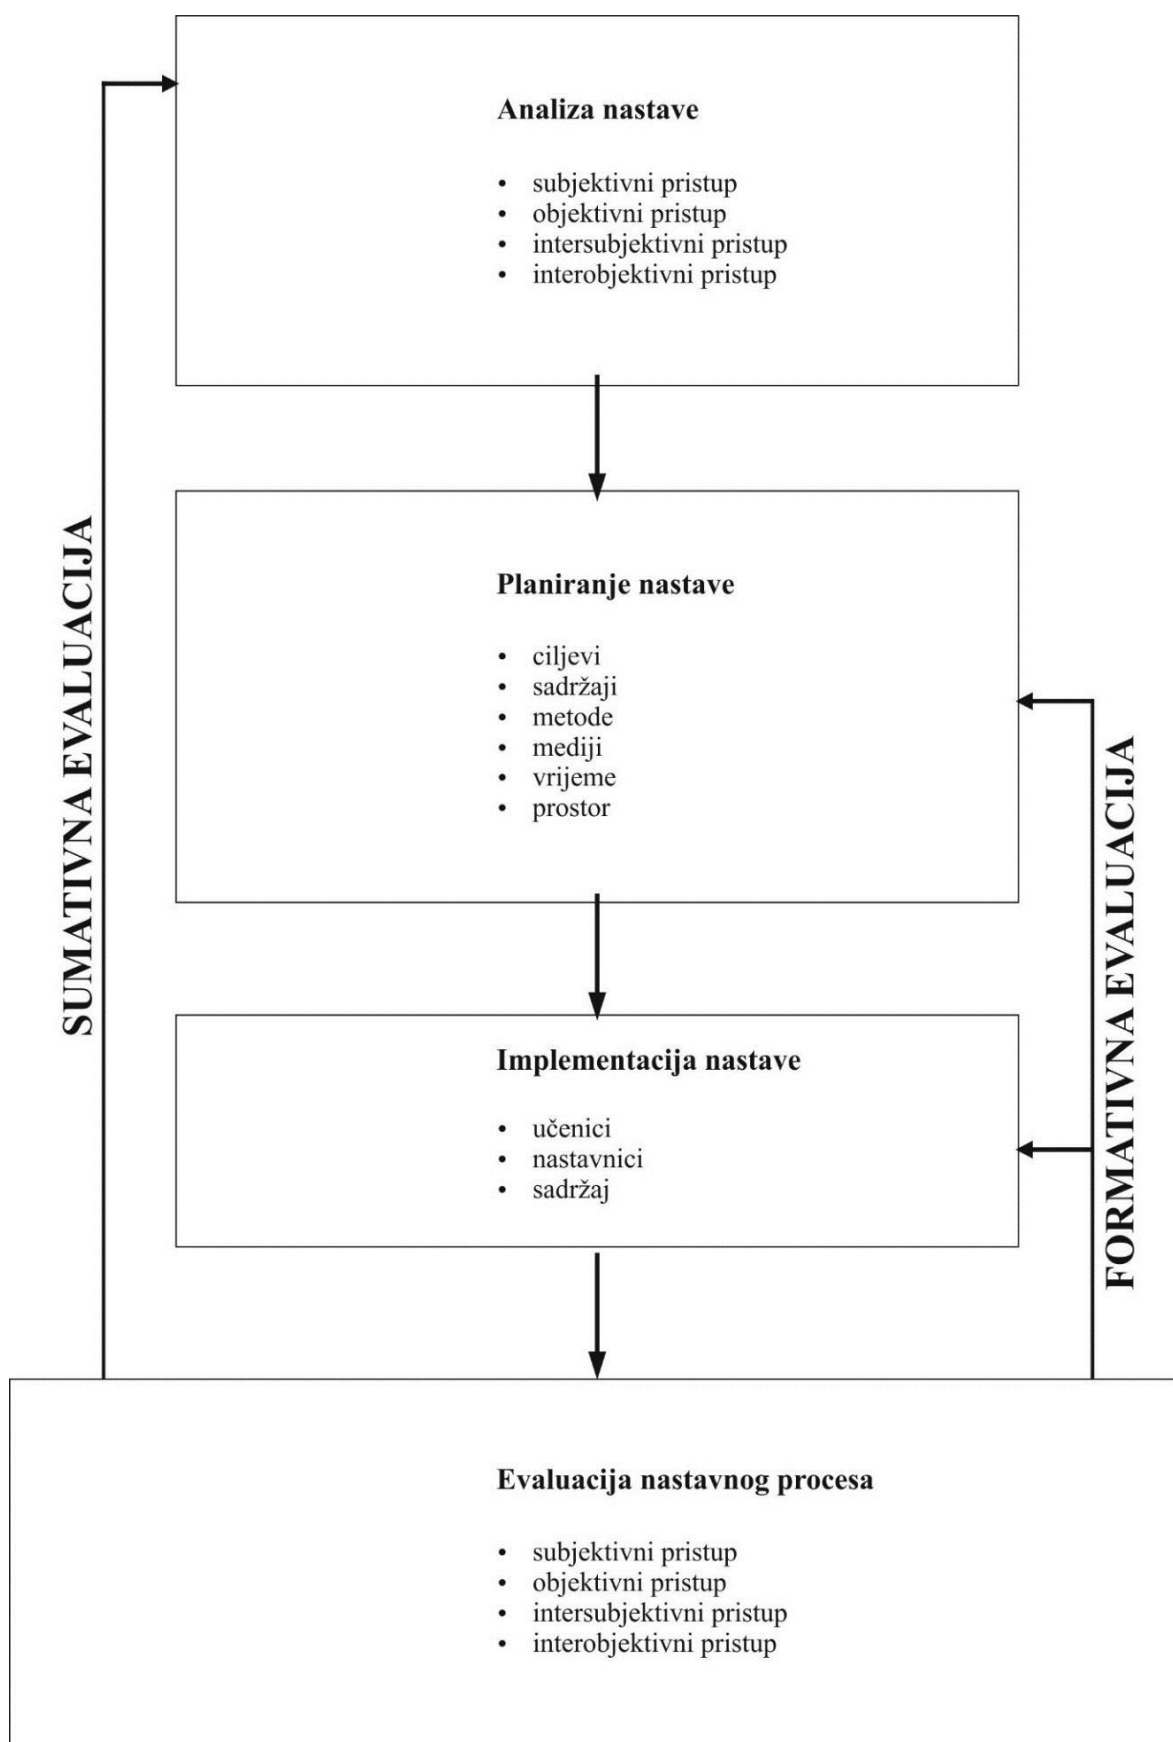 Analiza nastave
• subjektivni pristup
• objektivni pristup
• intersubjektivni pristup
• interobjektivni pristup
SUMATIVNA EVALUACIJA
Planiranje nastave
• ciljevi
• sadržaji
• metode
• mediji
• vrijeme
• prostor
FORMATIVNA EVALUACIJA
Implementacija nastave
• učenici
• nastavnici
• sadržaj
Evaluacija nastavnog procesa
• subjektivni pristup
• objektivni pristup
• intersubjektivni pristup
• interobjektivni pristup